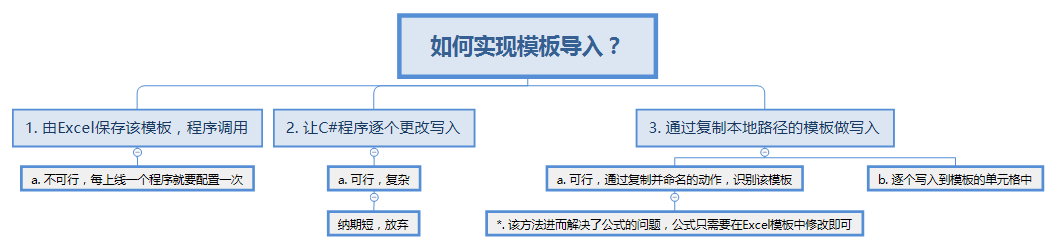 如何实现模板导入？
1. 由Excel保存该模板，程序调用
2. 让C#程序逐个更改写入
3. 通过复制本地路径的模板做写入
a. 不可行，每上线一个程序就要配置一次
a. 可行，复杂
a. 可行，通过复制并命名的动作，识别该模板
b. 逐个写入到模板的单元格中
纳期短，放弃
*. 该方法进而解决了公式的问题，公式只需要在Excel模板中修改即可